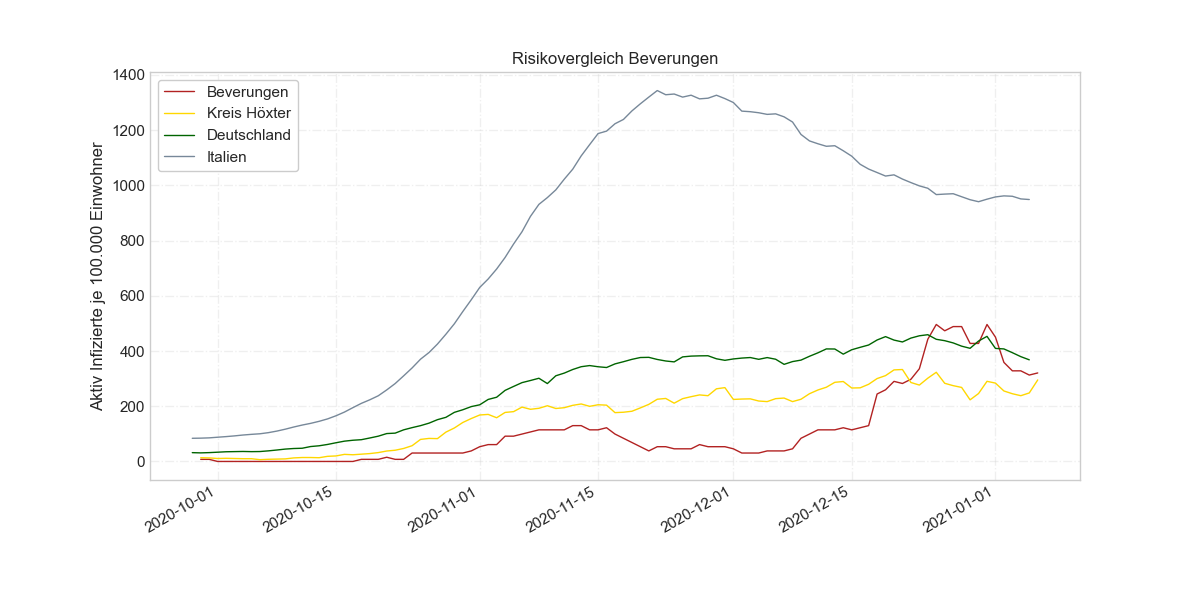 Risikovergleich Beverungen
Aktiv Infizierte je 100.000 Einwohner
1400
1200
1000
800
600
400
200
0
Beverungen
Kreis Höxter
Deutschland
Italien
2020-10-01
2020-10-15
2020-11-01
2020-11-15
2020-12-01
2020-12-15
2021-01-01